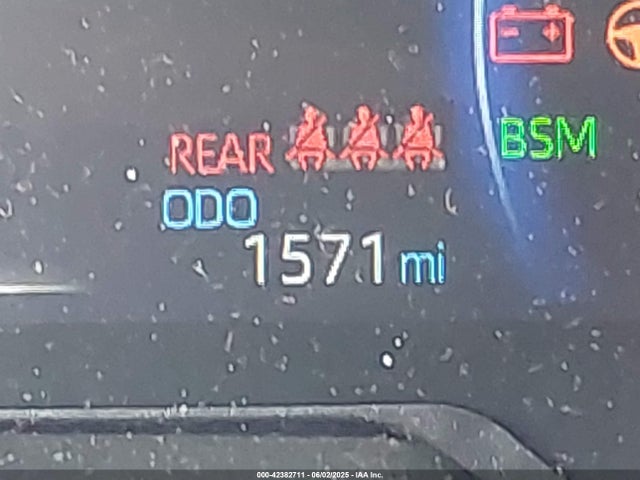 REAR
BSM
ODO
1571 mi
000-42382711 - 06/02/2025 - IAA Inc.